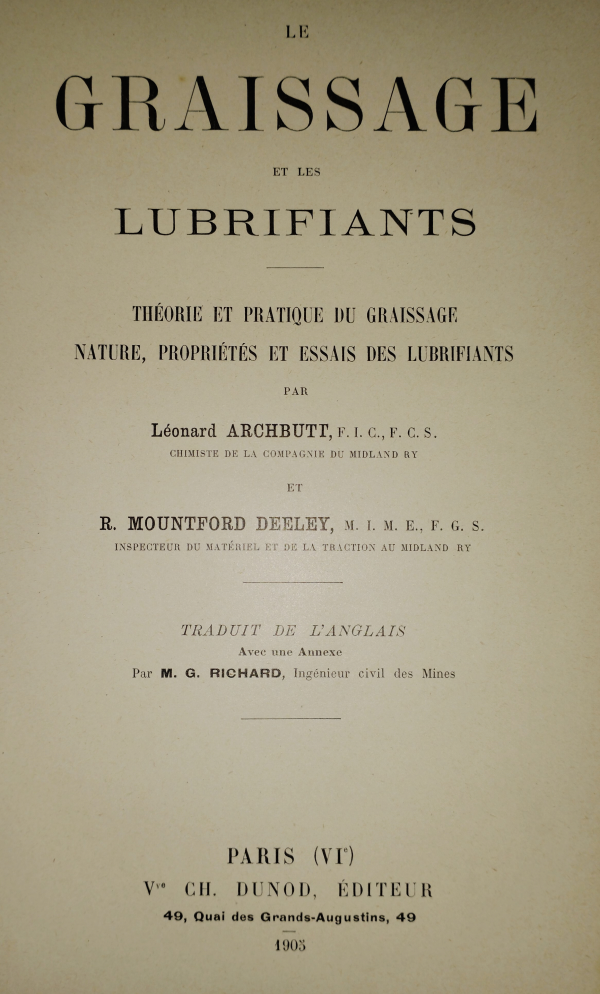 LE
GRAISSAGE
ET LES
LUBRIFIANTS
THÉORIE ET PRATIQUE DU GRAISSAGE
NATURE, PROPRIÉTÉS ET ESSAIS DES LUBRIFIANTS
PAR
Léonard ARCHBUTT, F. I. C., F. C. S.
CHIMISTE DE LA COMPAGNIE DU MIDLAND RY
ET
R. MOUNTFORD DEELEY, M. I. M. E., F. G. S.
INSPECTEUR DU MATÉRIEL ET DE LA TRACTION AU MIDLAND RY
TRADUIT DE L'ANGLAIS
Avec une Annexe
Par M. G. RICHARD, Ingénieur civil des Mines
PARIS (VIe)
Vve CH. DUNOD, ÉDITEUR
49, Quai des Grands-Augustins, 49
1903